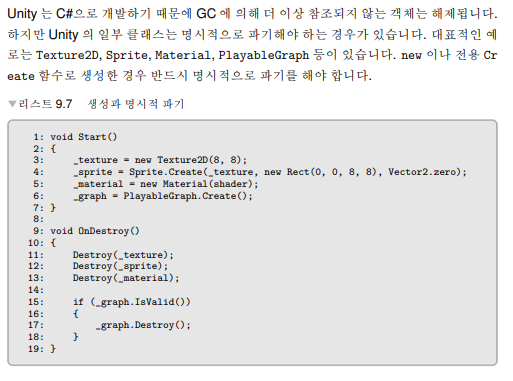 Unity 는 C#으로 개발하기 때문에 GC 에 의해 더 이상 참조되지 않는 객체는 해제됩니다.
하지만 Unity 의 일부 클래스는 명시적으로 파기해야 하는 경우가 있습니다. 대표적인 예
로는 Texture2D, Sprite, Material, PlayableGraph 등이 있습니다. new 이나 전용 Cr
eate 함수로 생성한 경우 반드시 명시적으로 파기를 해야 합니다.
▼리스트 9.7 생성과 명시적 파기
1: void Start()
2: {
3:     _texture = new Texture2D(8, 8);
4:     _sprite = Sprite.Create(_texture, new Rect(0, 0, 8, 8), Vector2.zero);
5:     _material = new Material(shader);
6:     _graph = PlayableGraph.Create();
7: }
8:
9: void OnDestroy()
10: {
11:     Destroy(_texture);
12:     Destroy(_sprite);
13:     Destroy(_material);
14:
15:     if (_graph.IsValid())
16:     {
17:         _graph.Destroy();
18:     }
19: }